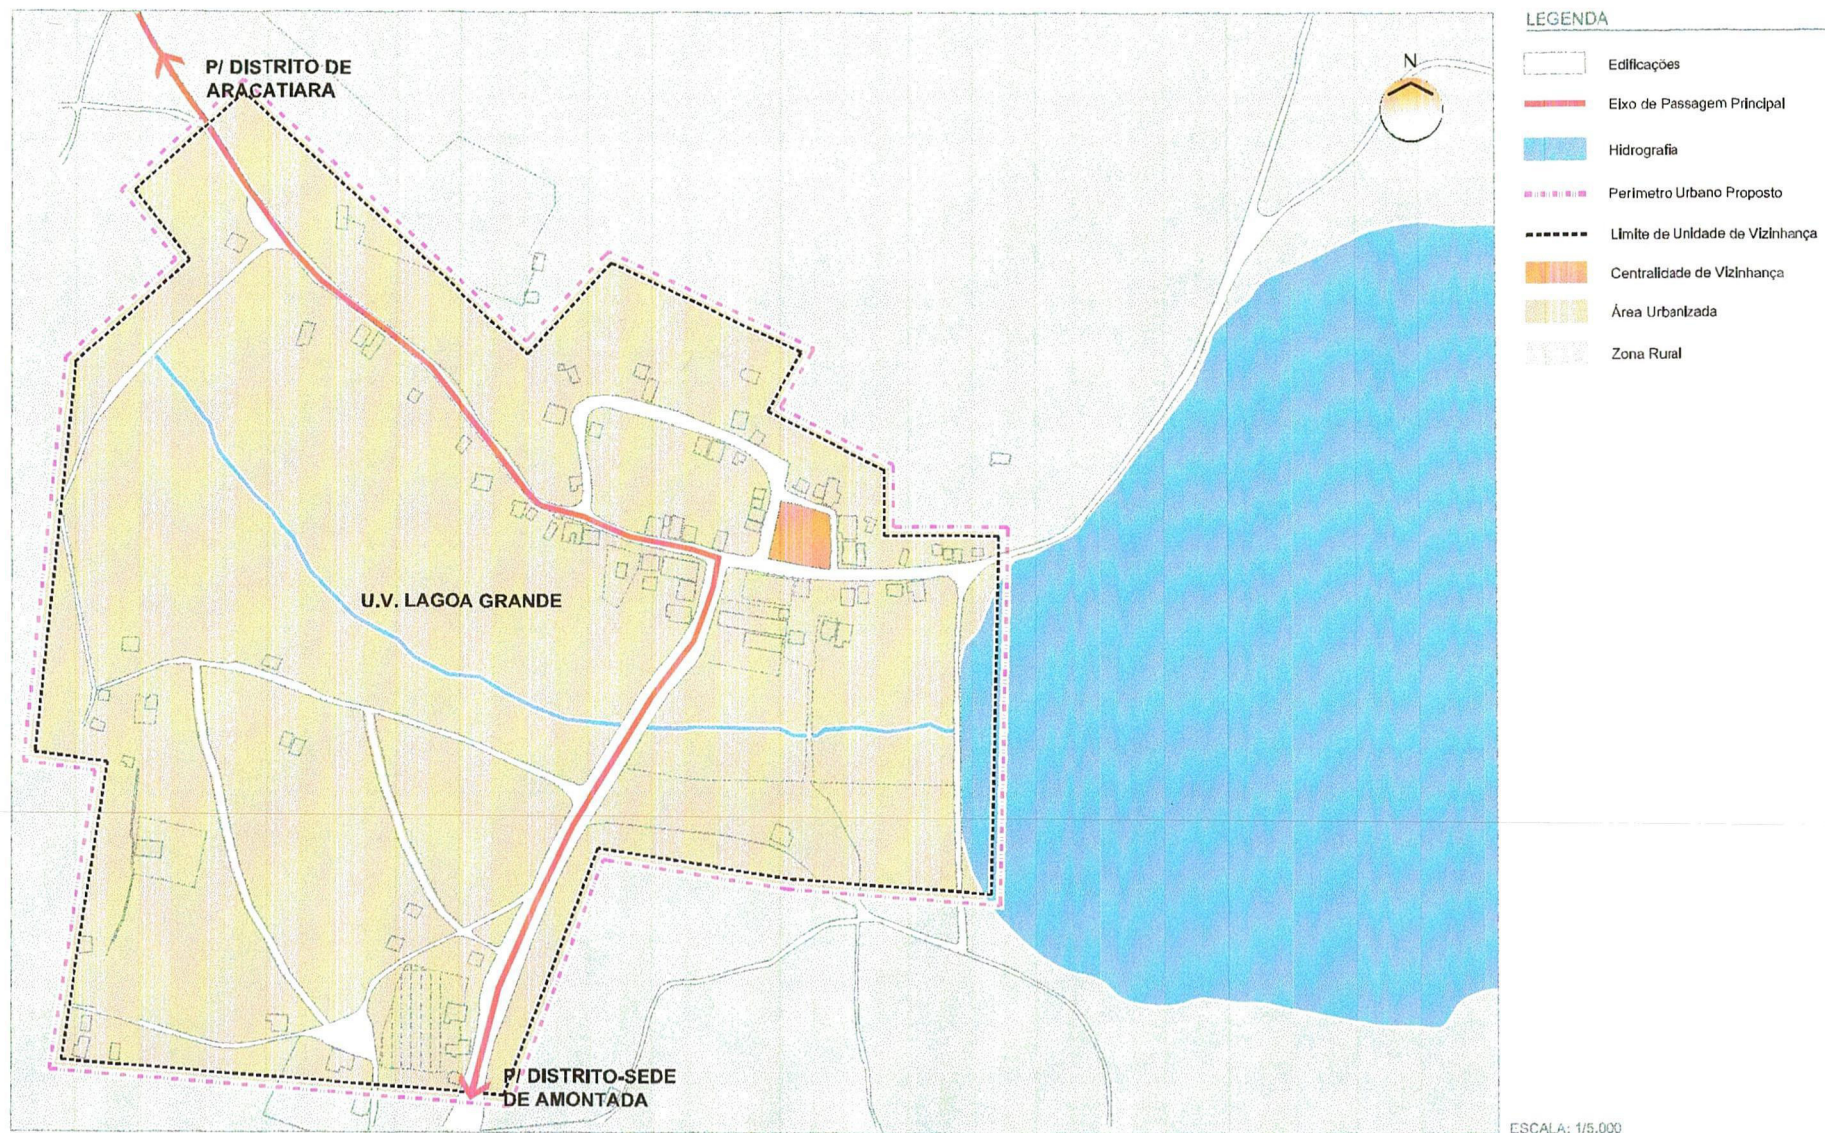 P/ DISTRITO DE
ARACATIARA
N
U.V. LAGOA GRANDE
P/ DISTRITO-SEDE
DE AMONTADA
LEGENDA
Edificações
Eixo de Passagem Principal
Hidrografia
Perímetro Urbano Proposto
Limite de Unidade de Vizinhança
Centralidade de Vizinhança
Área Urbanizada
Zona Rural
ESCALA: 1/5.000